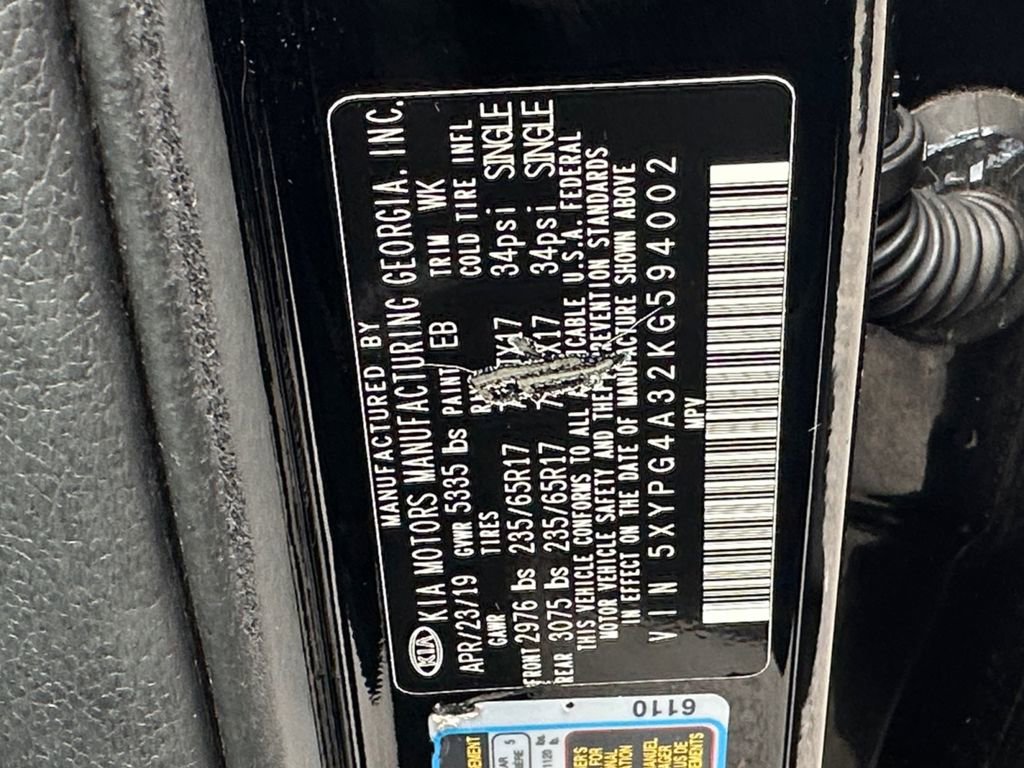 MANUFACTURED BY
KIA KIA MOTORS MANUFACTURING GEORGIA. INC.
APR/23/19 GVWR 5335 lbs PAINT EB TRIM WK
GAWR TIRES COLD TIRE INFL
FRONT 2976 lbs 235/65R17 X17 34psi SINGLE
REAR 3075 lbs 235/65R17 X17 34psi SINGLE
THIS VEHICLE CONFORMS TO ALL U.S.A. FEDERAL
MOTOR VEHICLE SAFETY AND THEFT PREVENTION STANDARDS
IN EFFECT ON THE DATE OF MANUFACTURE SHOWN ABOVE
VIN 5XYPG4A32KG594002
MPV
6110